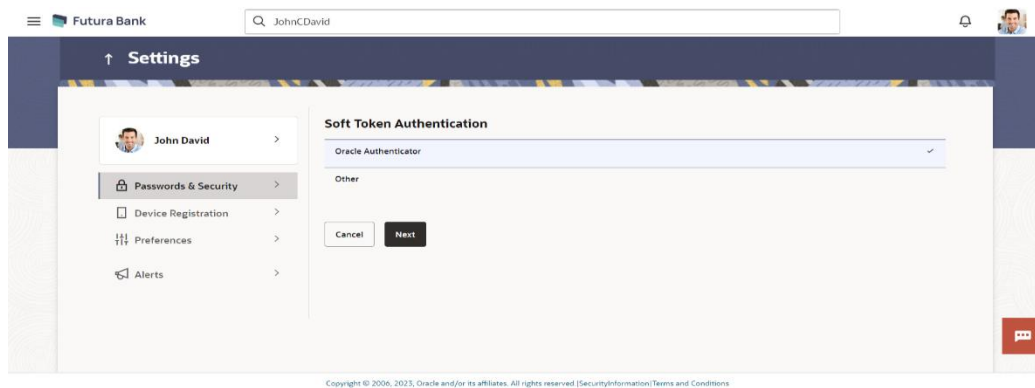 Futura Bank
JohnCDavid
↑ Settings
John David
Passwords & Security
Device Registration
Preferences
Alerts
Soft Token Authentication
Oracle Authenticator
Other
Cancel
Next
Copyright © 2006, 2023, Oracle and/or its affiliates. All rights reserved.|SecurityInformation|Terms and Conditions